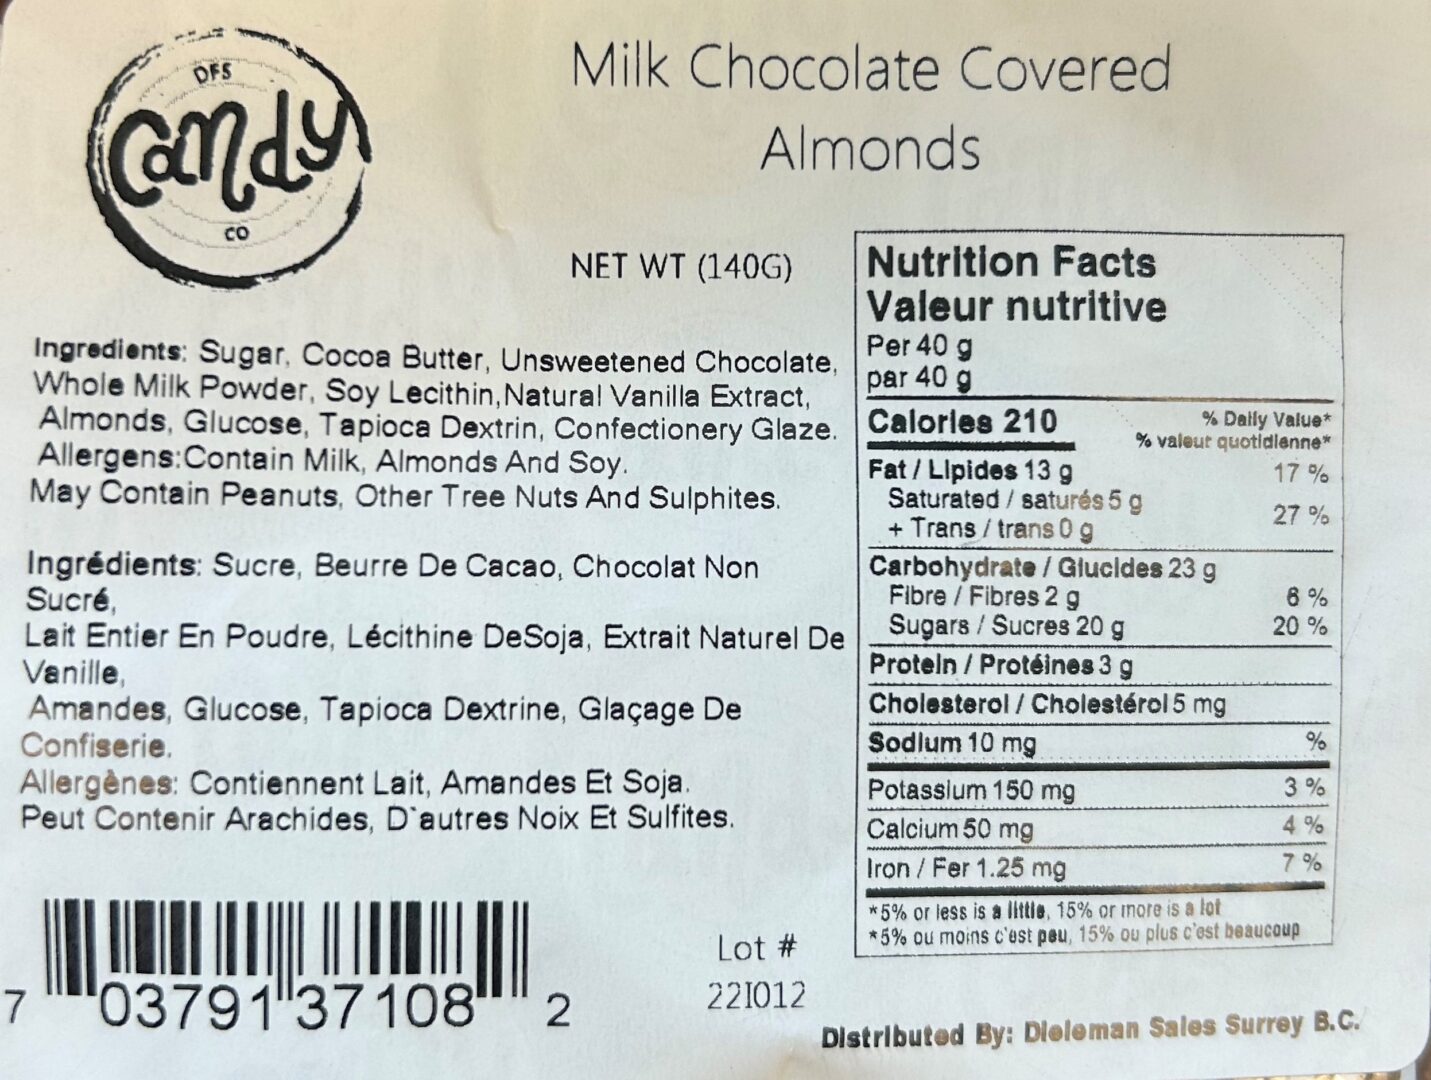 DFS
Candy
CO
Milk Chocolate Covered
Almonds
NET WT (140G)
Ingredients: Sugar, Cocoa Butter, Unsweetened Chocolate,
Whole Milk Powder, Soy Lecithin, Natural Vanilla Extract,
Almonds, Glucose, Tapioca Dextrin, Confectionery Glaze.
Allergens:Contain Milk, Almonds And Soy.
May Contain Peanuts, Other Tree Nuts And Sulphites.
Ingrédients: Sucre, Beurre De Cacao, Chocolat Non
Sucré,
Lait Entier En Poudre, Lécithine DeSoja, Extrait Naturel De
Vanille,
Amandes, Glucose, Tapioca Dextrine, Glaçage De
Confiserie.
Allergènes: Contiennent Lait, Amandes Et Soja.
Peut Contenir Arachides, D`autres Noix Et Sulfites.
Nutrition Facts
Valeur nutritive
Per 40 g
par 40 g
Calories 210 % Daily Value*
% valeur quotidienne*
Fat / Lipides 13 g 17 %
Saturated / saturés 5 g
+ Trans / trans 0 g 27 %
Carbohydrate / Glucides 23 g
Fibre / Fibres 2 g 6 %
Sugars / Sucres 20 g 20 %
Protein / Protéines 3 g
Cholesterol / Cholestérol 5 mg
Sodium 10 mg %
Potassium 150 mg 3 %
Calcium 50 mg 4 %
Iron / Fer 1.25 mg 7 %
*5% or less is a little, 15% or more is a lot
*5% ou moins c'est peu, 15% ou plus c'est beaucoup
7 03791 37108 2
Lot #
221012
Distributed By: Dieleman Sales Surrey B.C.